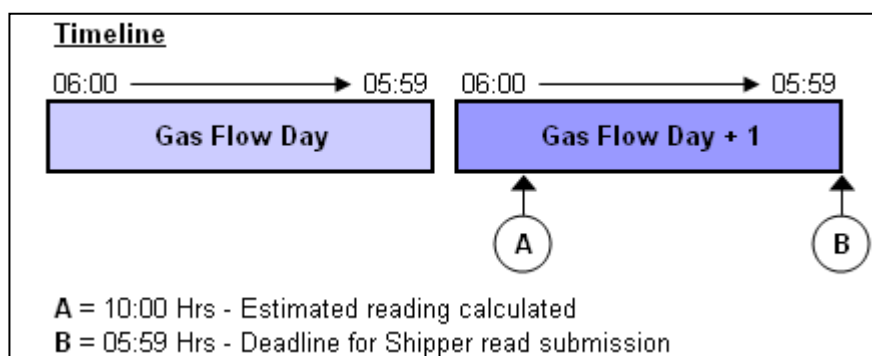 Timeline
06:00 05:59 06:00 05:59
Gas Flow Day Gas Flow Day + 1
A B
A = 10:00 Hrs - Estimated reading calculated
B = 05:59 Hrs - Deadline for Shipper read submission